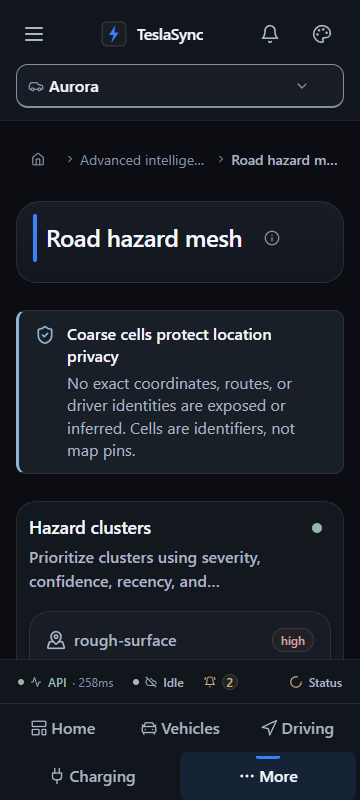 TeslaSync
Aurora
Advanced intellige... Road hazard m...
Road hazard mesh
Coarse cells protect location
privacy
No exact coordinates, routes, or
driver identities are exposed or
inferred. Cells are identifiers, not
map pins.
Hazard clusters
Prioritize clusters using severity,
confidence, recency, and...
rough-surface high
API · 258ms Idle 2 Status
Home Vehicles Driving
Charging More